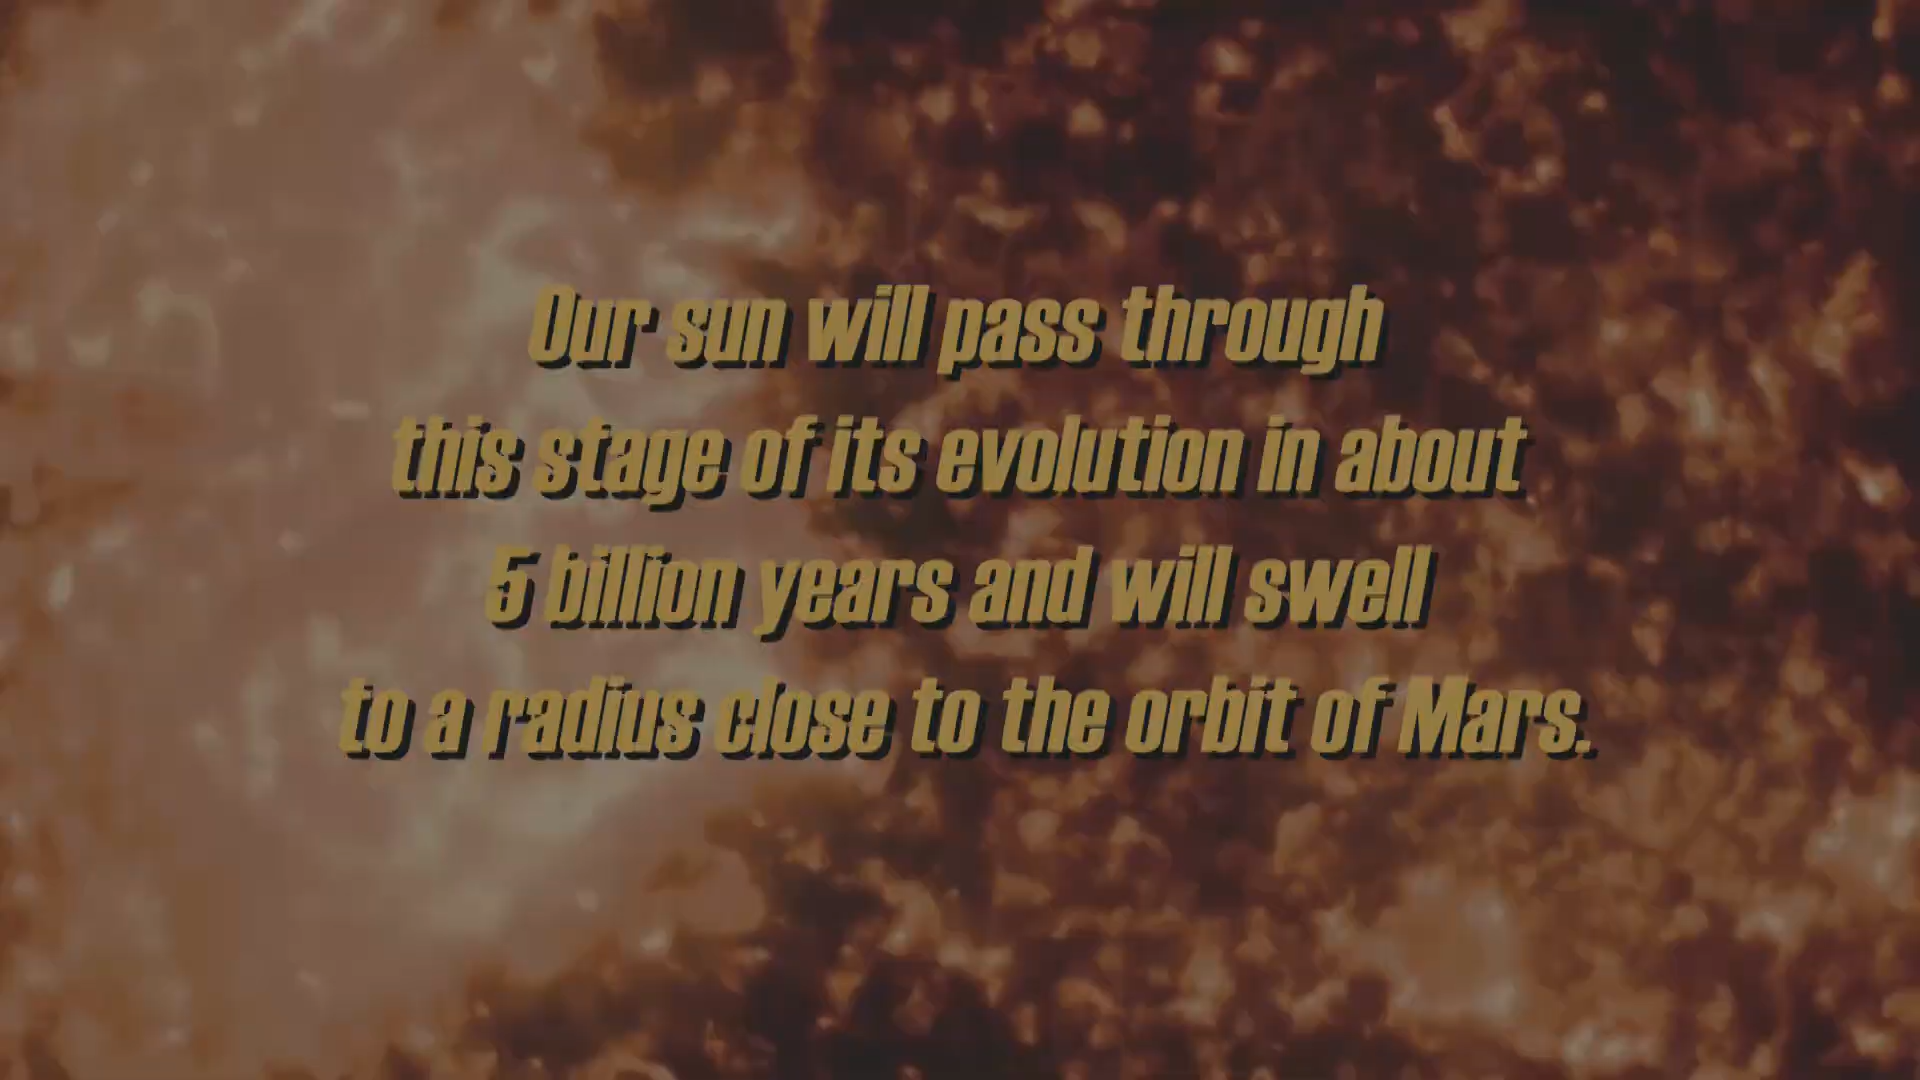 Our sun will pass through
this stage of its evolution in about
5 billion years and will swell
to a radius close to the orbit of Mars.